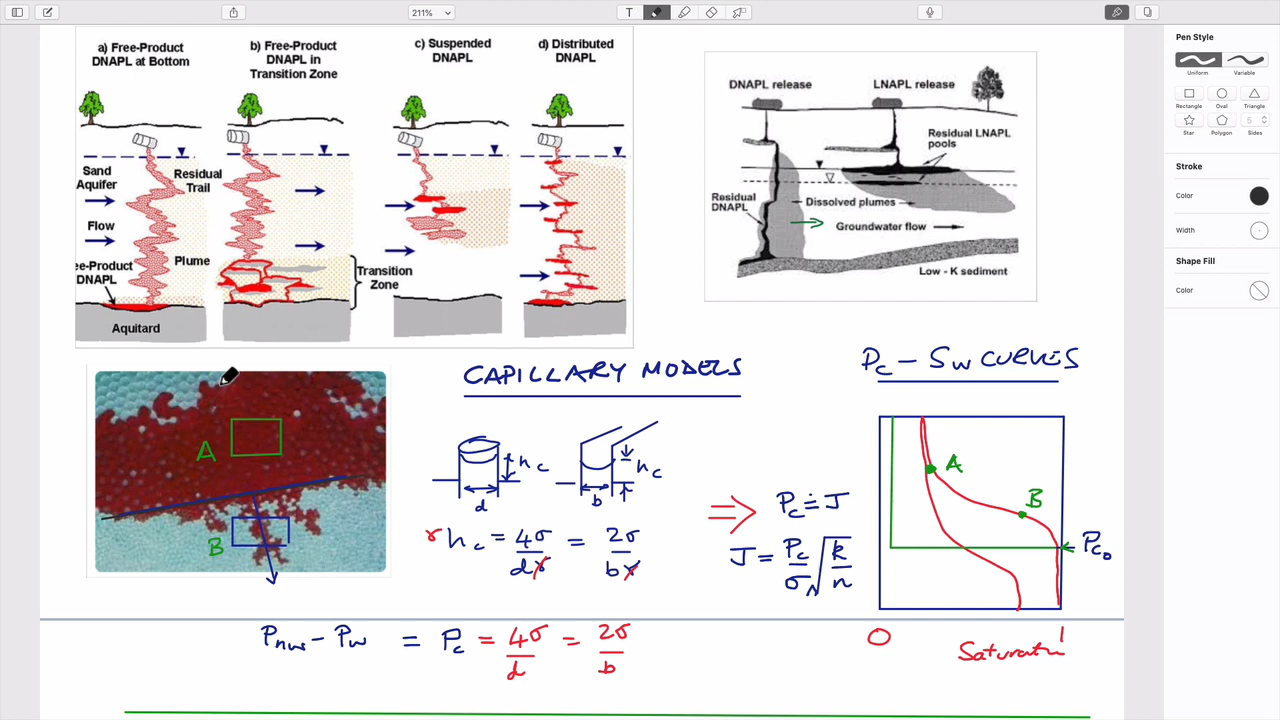 211%
T
Pen Style
Uniform
Variable
Rectangle
Oval
Triangle
Star
Polygon
5
Sides
Stroke
Color
Width
Shape Fill
Color
a) Free-Product
DNAPL at Bottom
b) Free-Product
DNAPL in
Transition Zone
c) Suspended
DNAPL
d) Distributed
DNAPL
Sand
Aquifer
Residual
Trail
Flow
Plume
ee-Product
DNAPL
Transition
Zone
Aquitard
DNAPL release
LNAPL release
Residual LNAPL
pools
Residual
DNAPL
Dissolved plumes
Groundwater flow
Low - K sediment
A
B
CAPILLARY MODELS
hc
d
hc
b
γ hc = 4σ/dγ = 2σ/bγ
⇒ Pc ≐ J
J = Pc/σ √k/n
Pc - Sw CURVES
A
B
Pc₀
0
1
Pnw - Pw = Pc = 4σ/d = 2σ/b